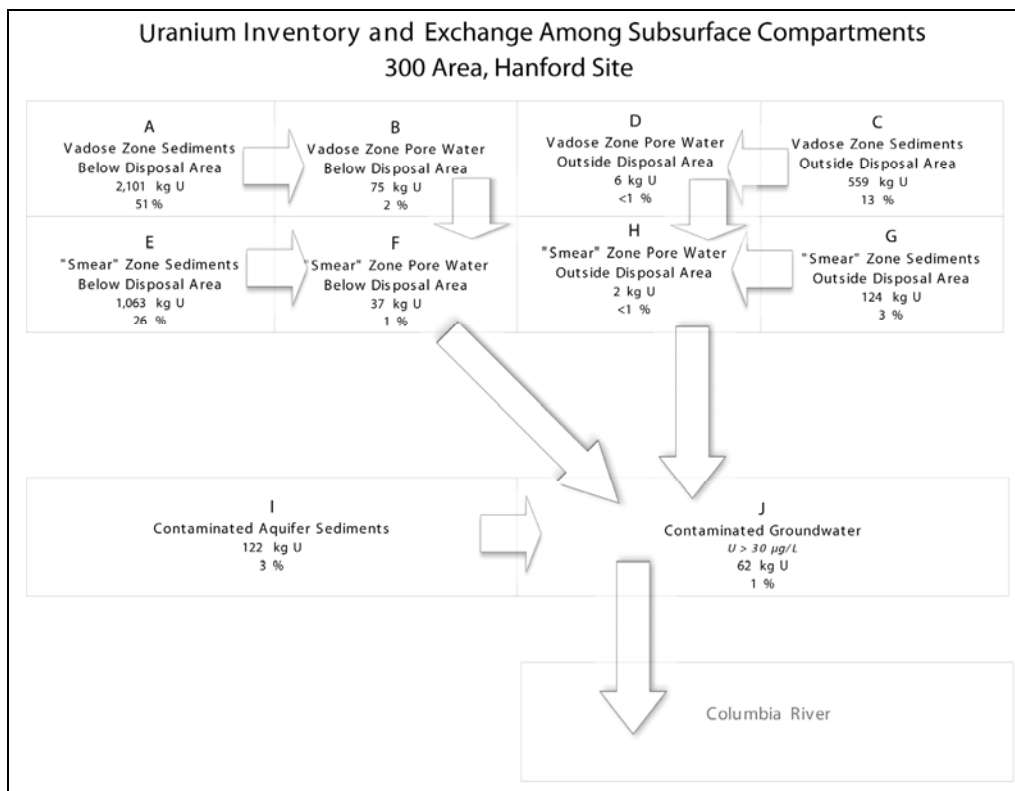 Uranium Inventory and Exchange Among Subsurface Compartments
300 Area, Hanford Site
A
Vadose Zone Sediments
Below Disposal Area
2,101 kg U
51 %
B
Vadose Zone Pore Water
Below Disposal Area
75 kg U
2 %
D
Vadose Zone Pore Water
Outside Disposal Area
6 kg U
<1 %
C
Vadose Zone Sediments
Outside Disposal Area
559 kg U
13 %
E
"Smear" Zone Sediments
Below Disposal Area
1,063 kg U
26 %
F
"Smear" Zone Pore Water
Below Disposal Area
37 kg U
1 %
H
"Smear" Zone Pore Water
Outside Disposal Area
2 kg U
<1 %
G
"Smear" Zone Sediments
Outside Disposal Area
124 kg U
3 %
I
Contaminated Aquifer Sediments
122 kg U
3 %
J
Contaminated Groundwater
U > 30 µg/L
62 kg U
1 %
Columbia River